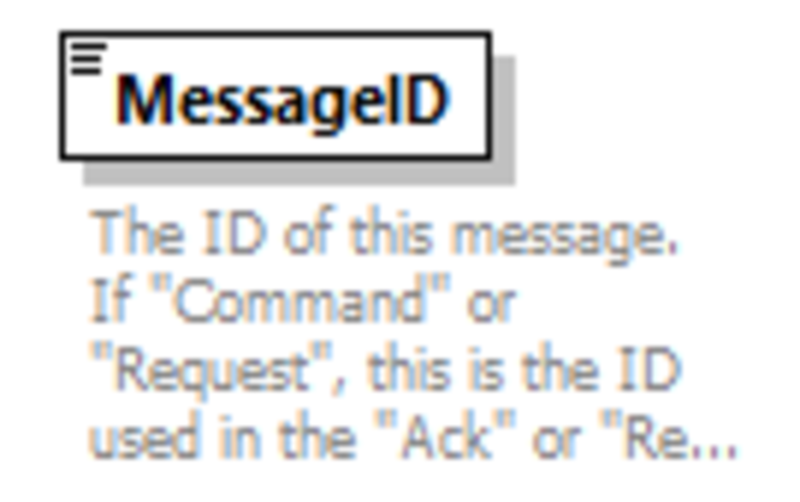 MessageID
The ID of this message.
If "Command" or
"Request", this is the ID
used in the "Ack" or "Re...